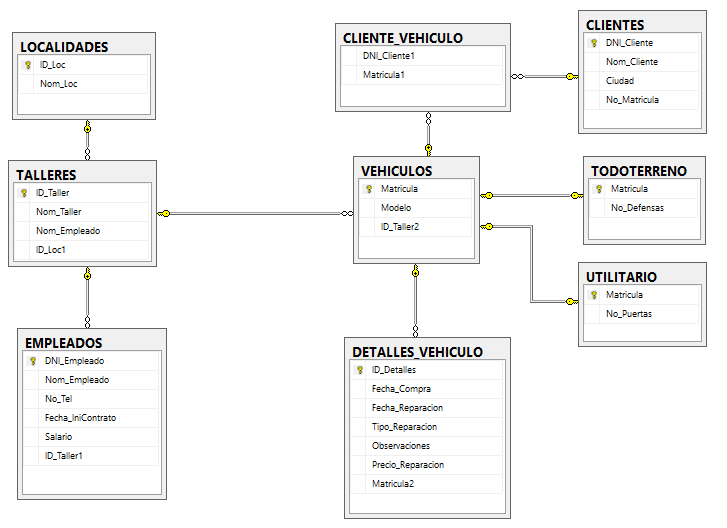 LOCALIDADES
ID_Loc
Nom_Loc
CLIENTE_VEHICULO
DNI_Cliente1
Matricula1
CLIENTES
DNI_Cliente
Nom_Cliente
Ciudad
No_Matricula
TALLERES
ID_Taller
Nom_Taller
Nom_Empleado
ID_Loc1
VEHICULOS
Matricula
Modelo
ID_Taller2
TODOTERRENO
Matricula
No_Defensas
UTILITARIO
Matricula
No_Puertas
EMPLEADOS
DNI_Empleado
Nom_Empleado
No_Tel
Fecha_IniContrato
Salario
ID_Taller1
DETALLES_VEHICULO
ID_Detalles
Fecha_Compra
Fecha_Reparacion
Tipo_Reparacion
Observaciones
Precio_Reparacion
Matricula2